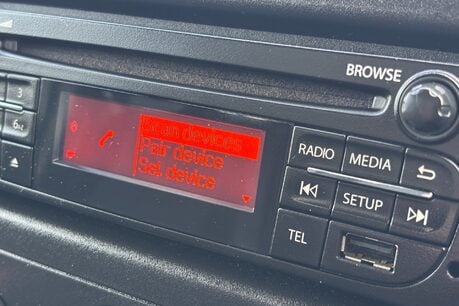 BROWSE
3
6
Scan devices
Pair device
Sel. device
RADIO
MEDIA
SETUP
TEL